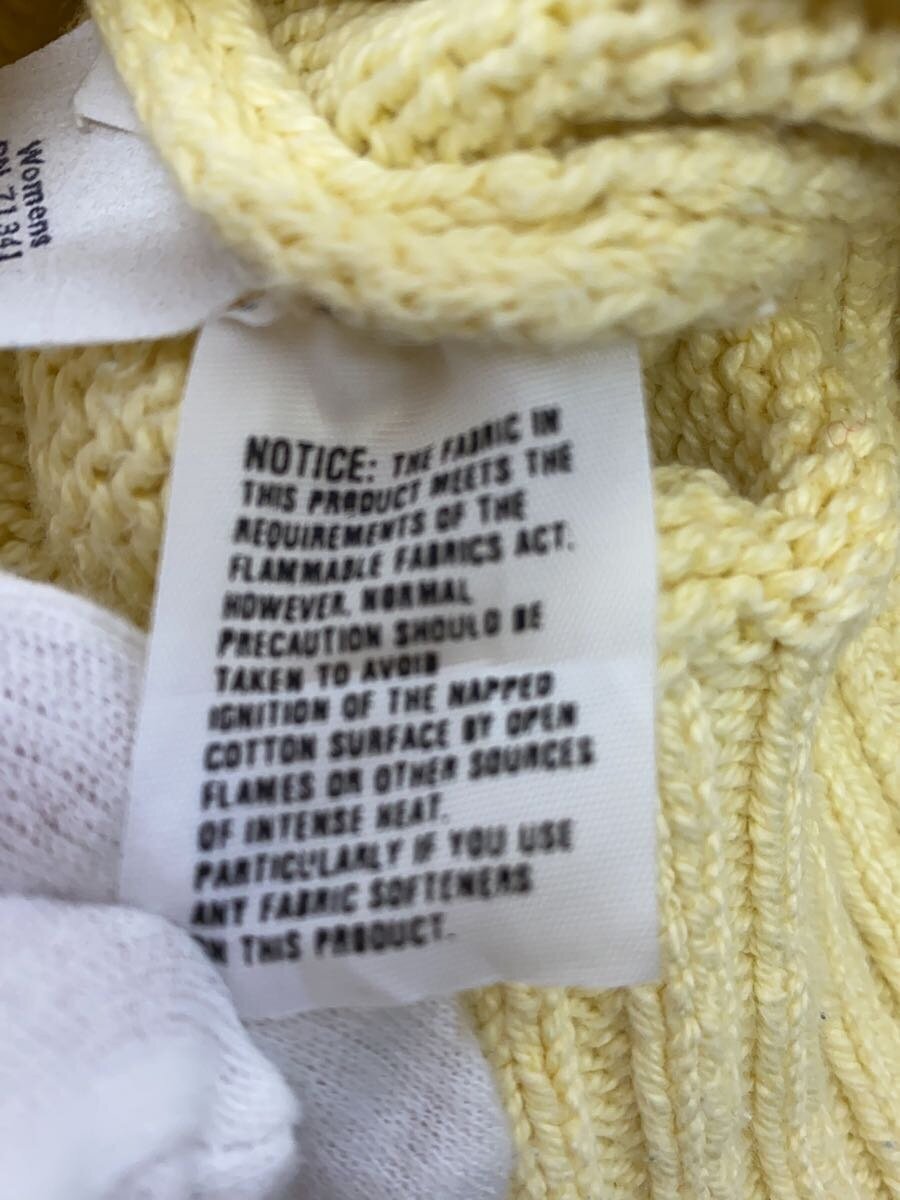 Womens
RN 71341
NOTICE: THE FABRIC IN
THIS PRODUCT MEETS THE
REQUIREMENTS OF THE
FLAMMABLE FABRICS ACT.
HOWEVER, NORMAL
PRECAUTION SHOULD BE
TAKEN TO AVOID
IGNITION OF THE NAPPED
COTTON SURFACE BY OPEN
FLAMES OR OTHER SOURCES
OF INTENSE HEAT.
PARTICULARLY IF YOU USE
ANY FABRIC SOFTENERS
ON THIS PRODUCT.